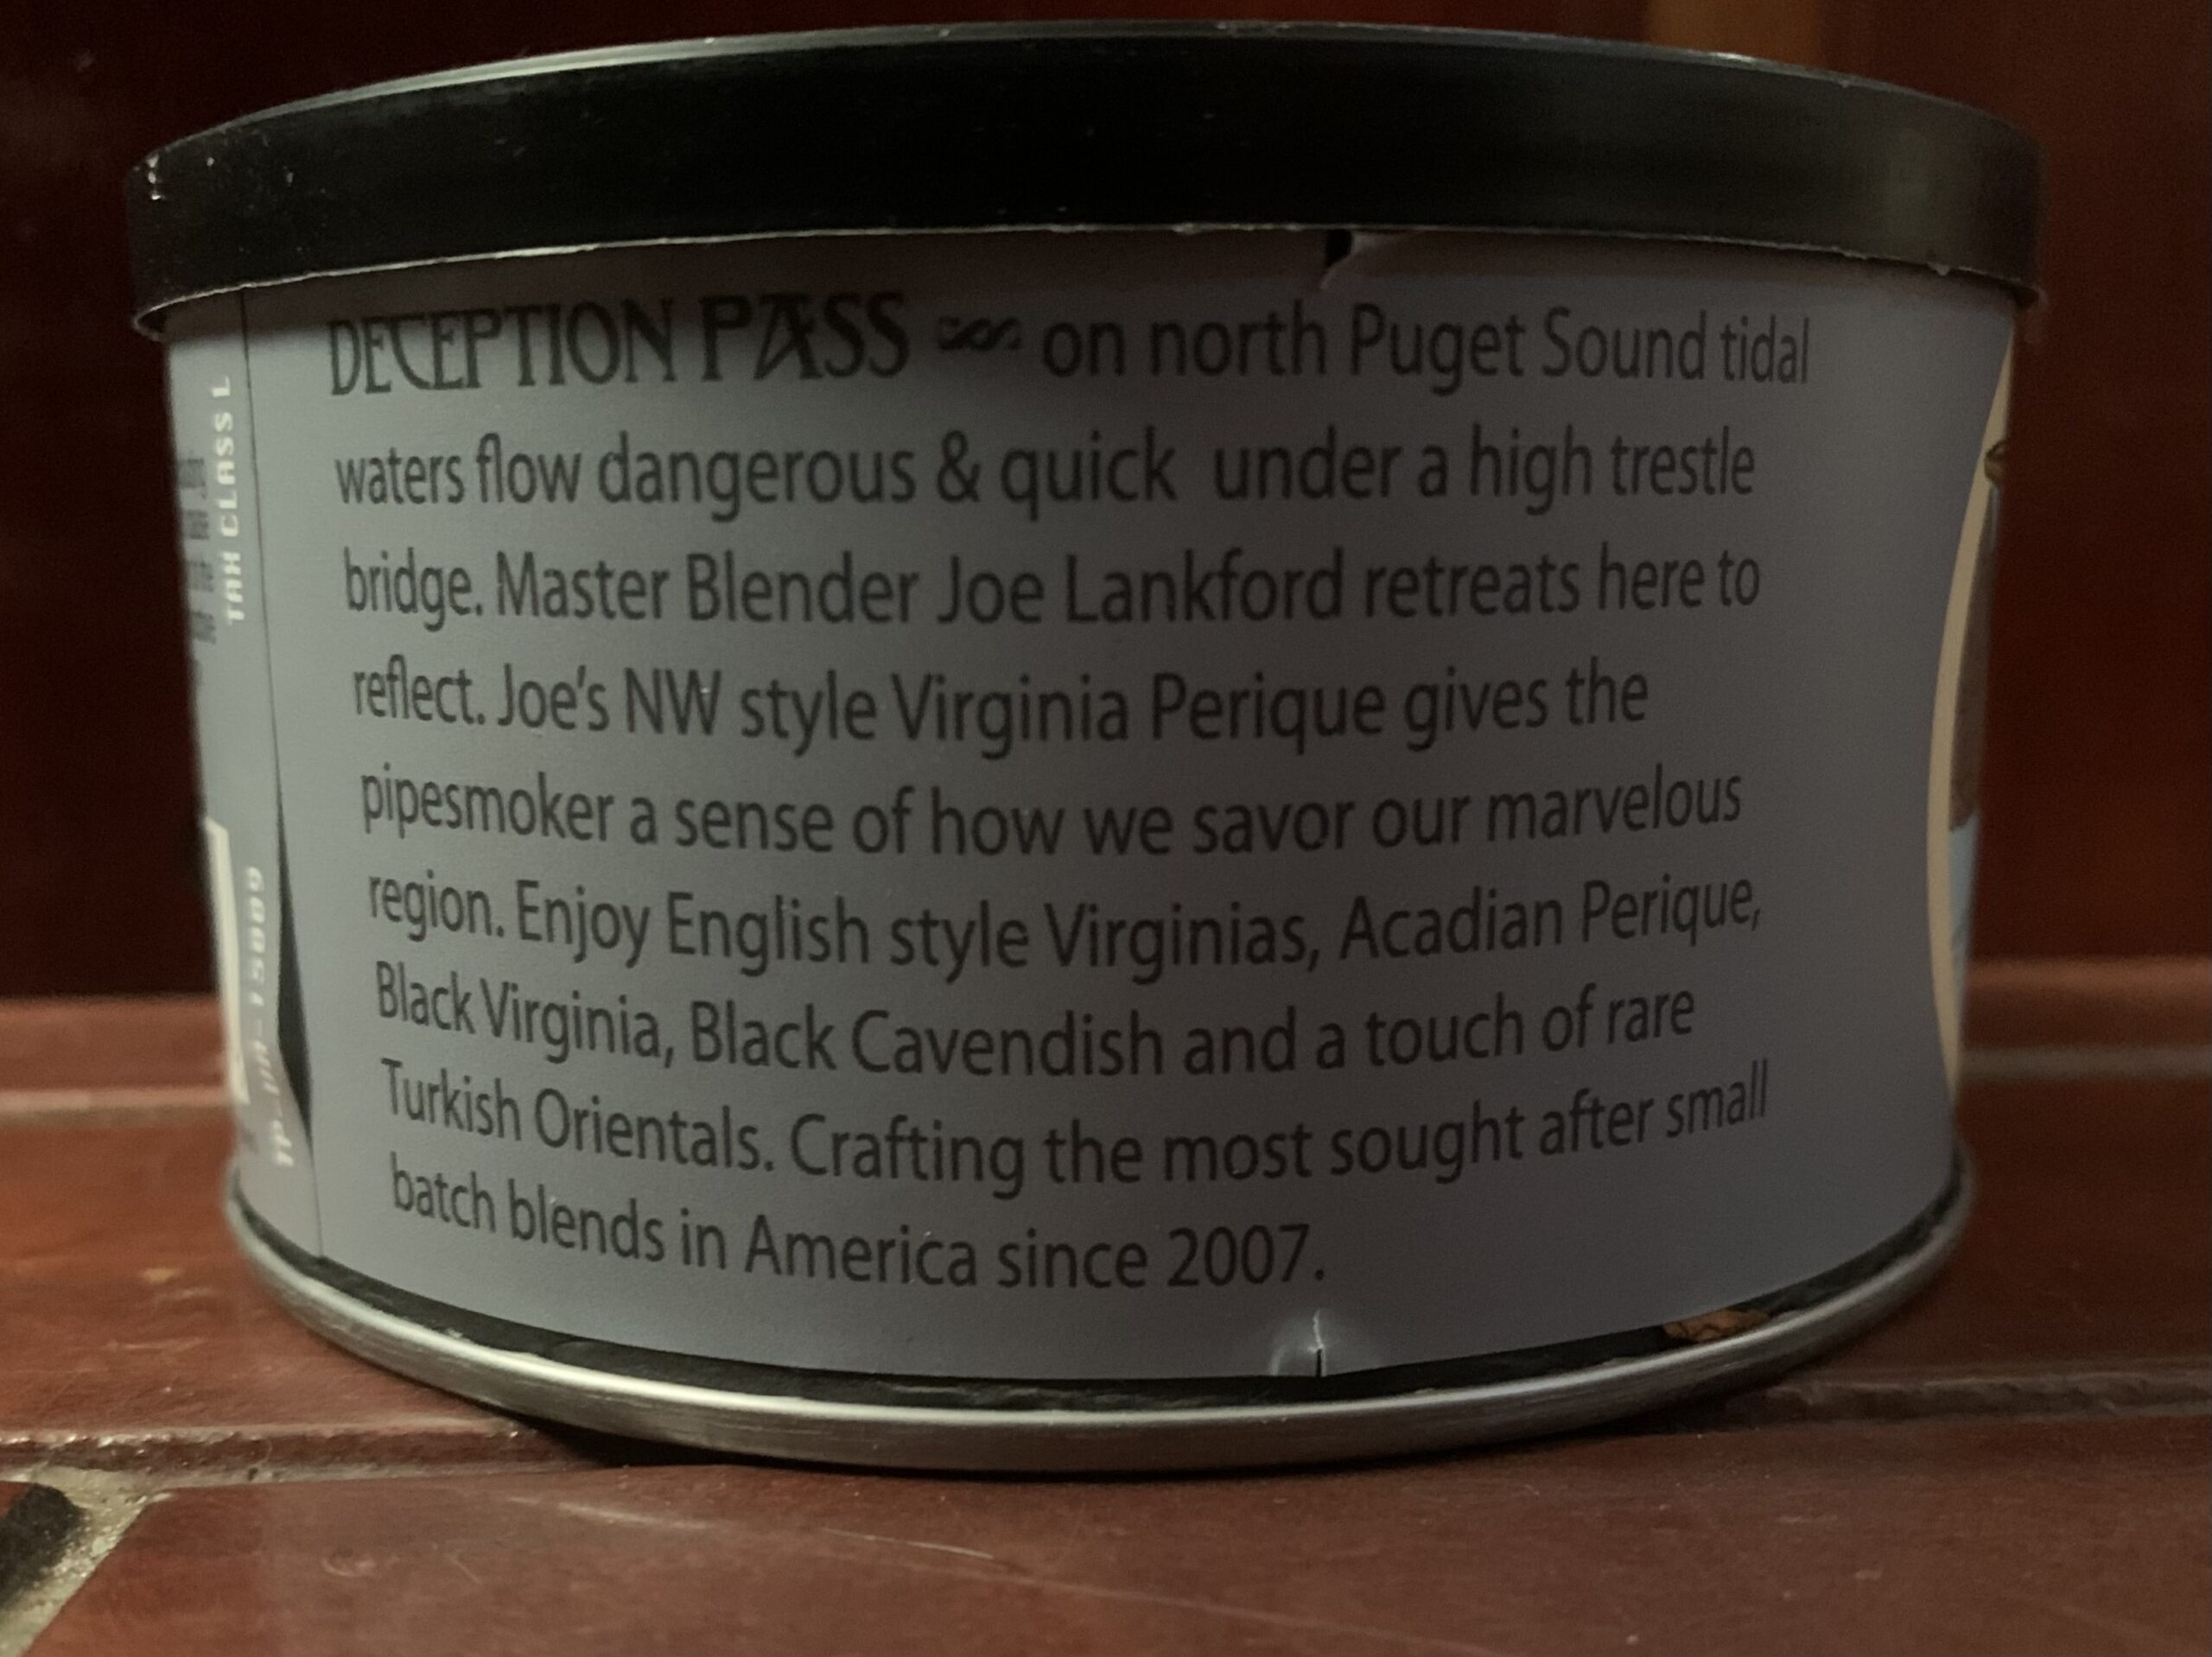 DECEPTION PASS on north Puget Sound tidal
waters flow dangerous & quick under a high trestle
bridge. Master Blender Joe Lankford retreats here to
reflect. Joe's NW style Virginia Perique gives the
pipesmoker a sense of how we savor our marvelous
region. Enjoy English style Virginias, Acadian Perique,
Black Virginia, Black Cavendish and a touch of rare
Turkish Orientals. Crafting the most sought after small
batch blends in America since 2007.
TAX CLASS L